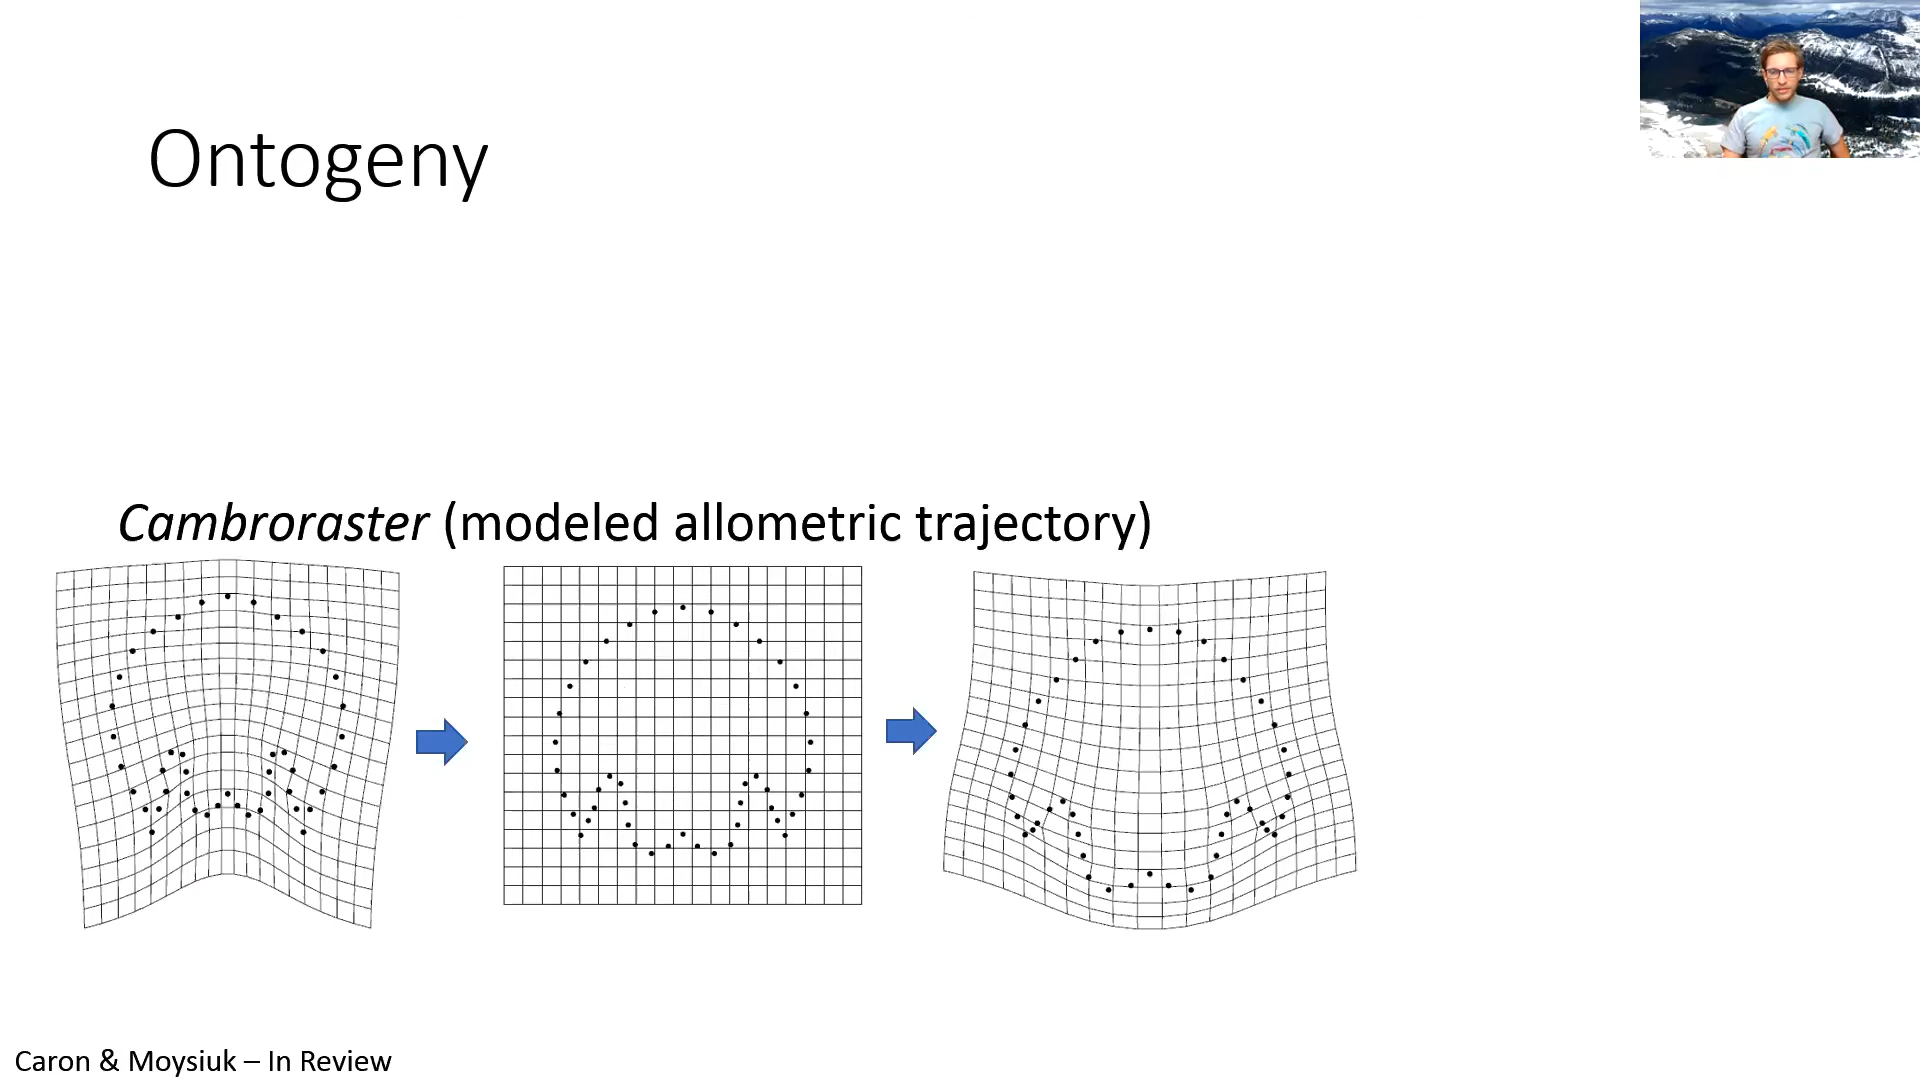 Ontogeny
Cambroraster (modeled allometric trajectory)
Caron & Moysiuk – In Review